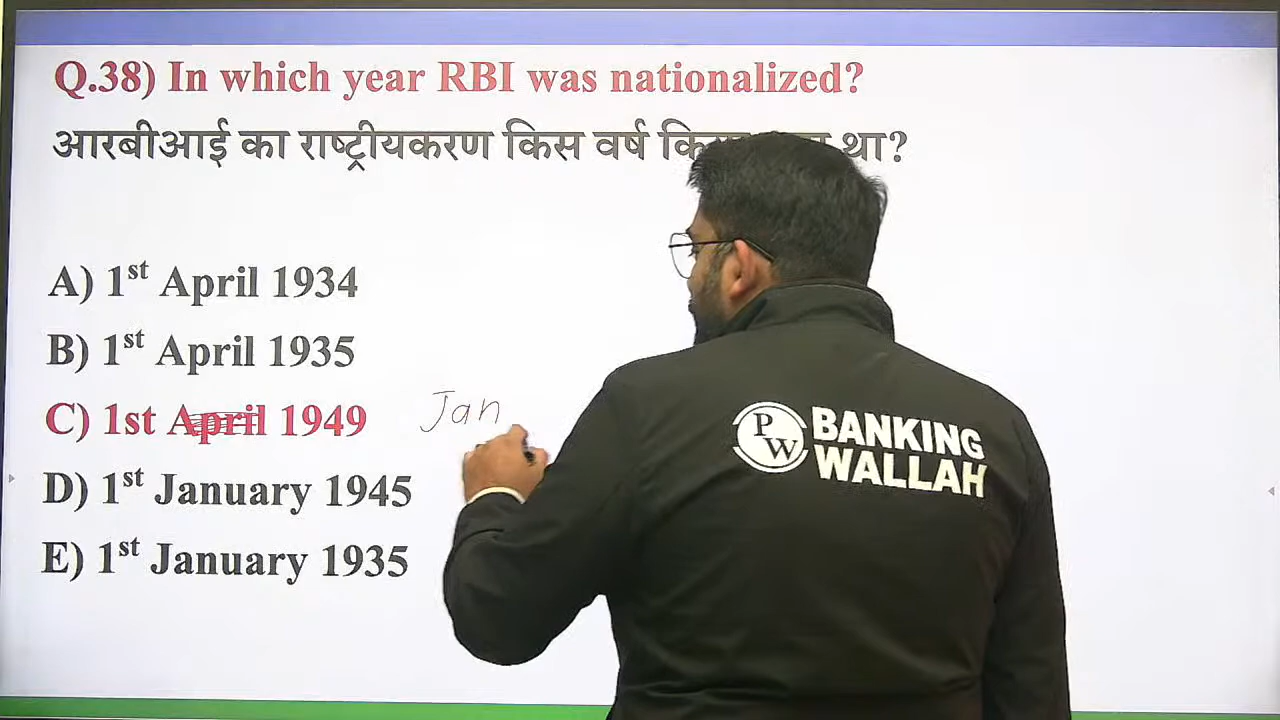 Q.38) In which year RBI was nationalized?
आरबीआई का राष्ट्रीयकरण किस वर्ष था?
A) 1st April 1934
B) 1st April 1935
C) 1st April 1949 Jan
D) 1st January 1945
E) 1st January 1935
PW BANKING
WALLAH